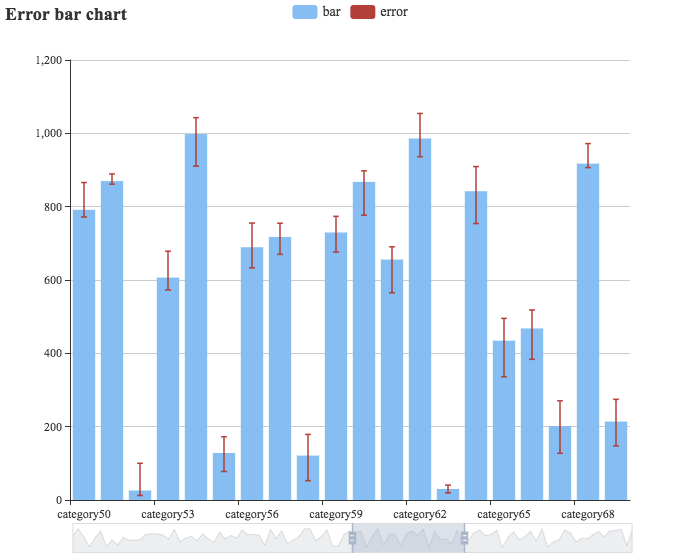 Error bar chart
bar error
1,200
1,000
800
600
400
200
0
category50 category53 category56 category59 category62 category65 category68